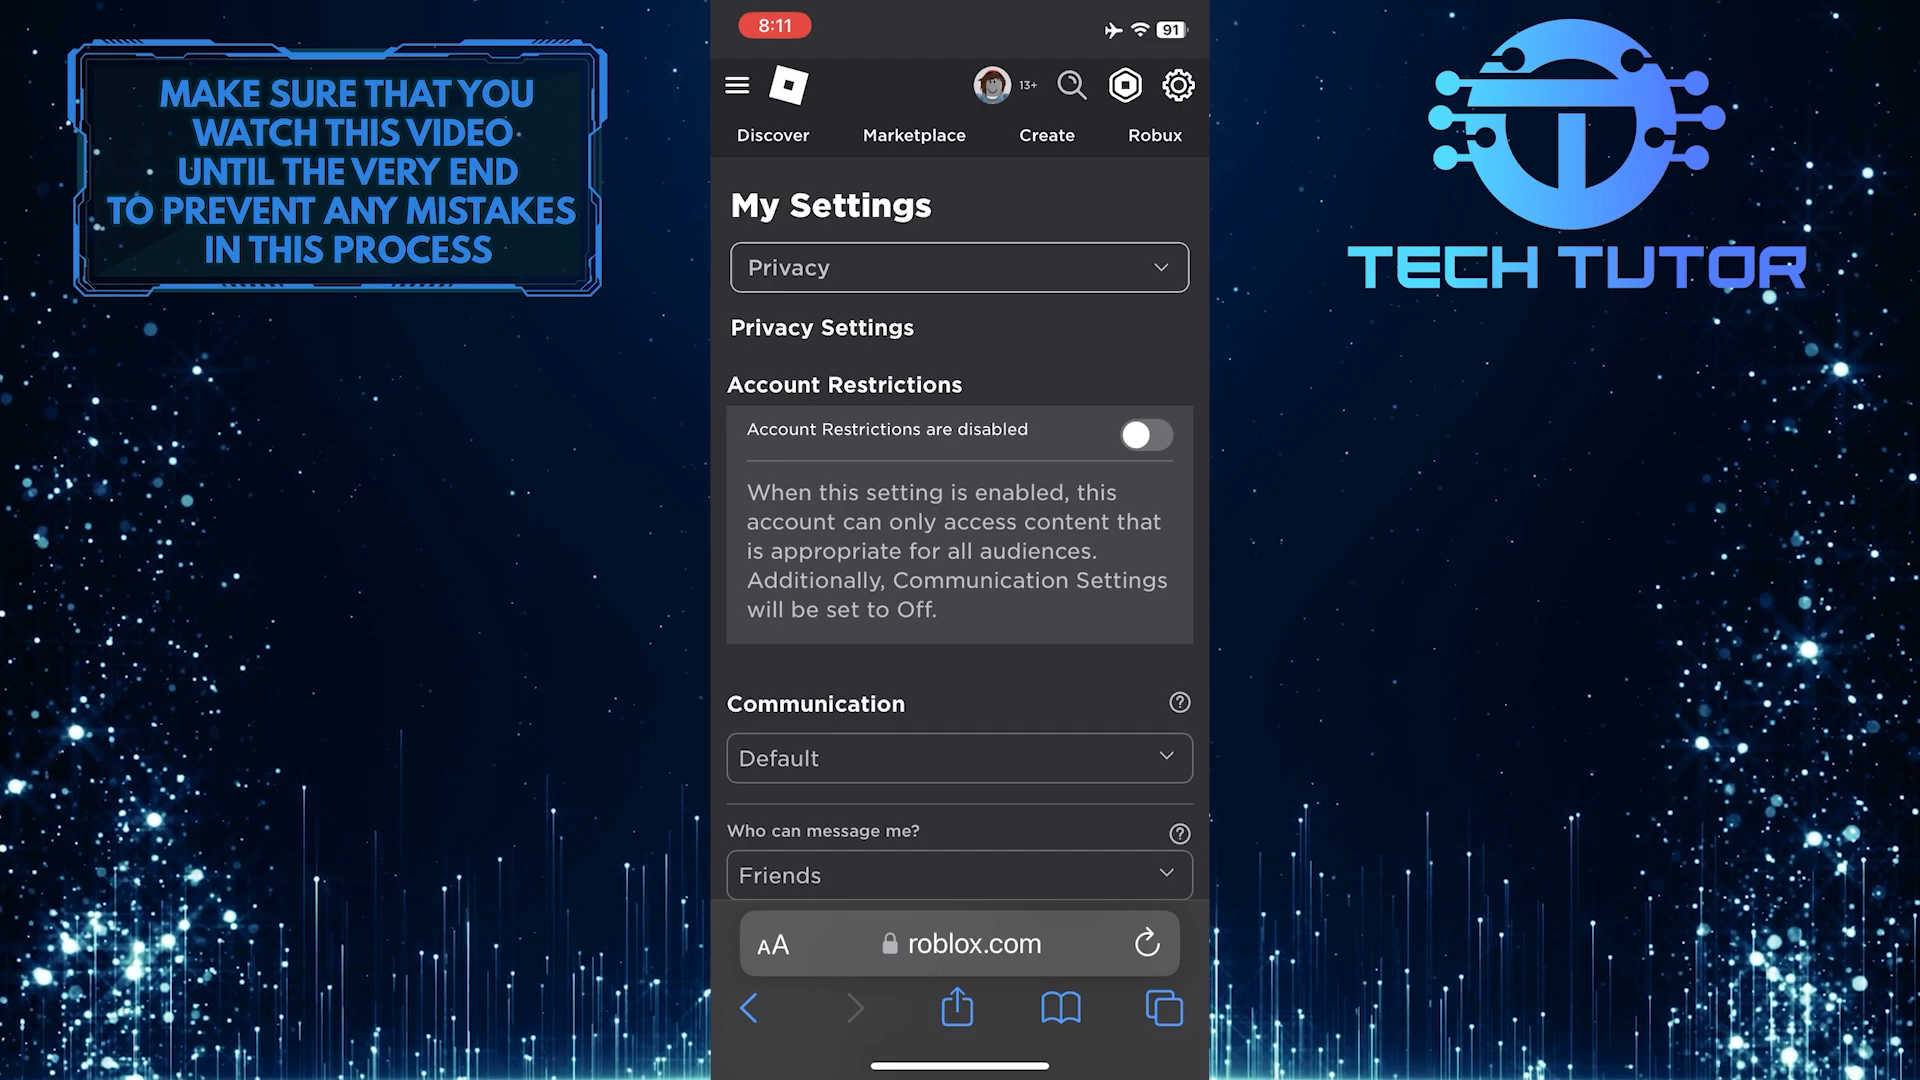 MAKE SURE THAT YOU
WATCH THIS VIDEO
UNTIL THE VERY END
TO PREVENT ANY MISTAKES
IN THIS PROCESS
8:11
91
13+
Discover Marketplace Create Robux
My Settings
Privacy
Privacy Settings
Account Restrictions
Account Restrictions are disabled
When this setting is enabled, this
account can only access content that
is appropriate for all audiences.
Additionally, Communication Settings
will be set to Off.
Communication
Default
Who can message me?
Friends
AA roblox.com
TECH TUTOR